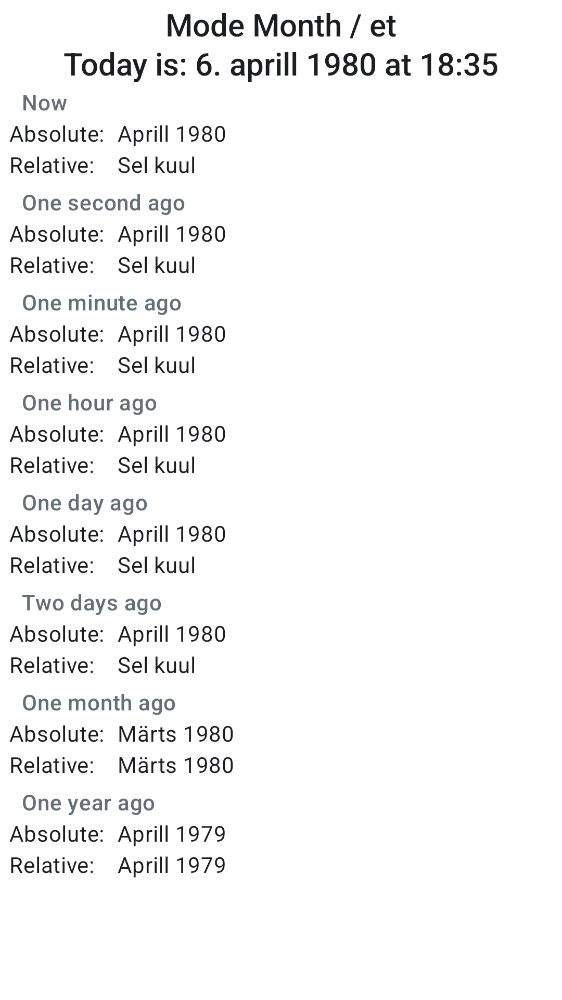 Mode Month / et
Today is: 6. aprill 1980 at 18:35
Now
Absolute: Aprill 1980
Relative: Sel kuul
One second ago
Absolute: Aprill 1980
Relative: Sel kuul
One minute ago
Absolute: Aprill 1980
Relative: Sel kuul
One hour ago
Absolute: Aprill 1980
Relative: Sel kuul
One day ago
Absolute: Aprill 1980
Relative: Sel kuul
Two days ago
Absolute: Aprill 1980
Relative: Sel kuul
One month ago
Absolute: Märts 1980
Relative: Märts 1980
One year ago
Absolute: Aprill 1979
Relative: Aprill 1979